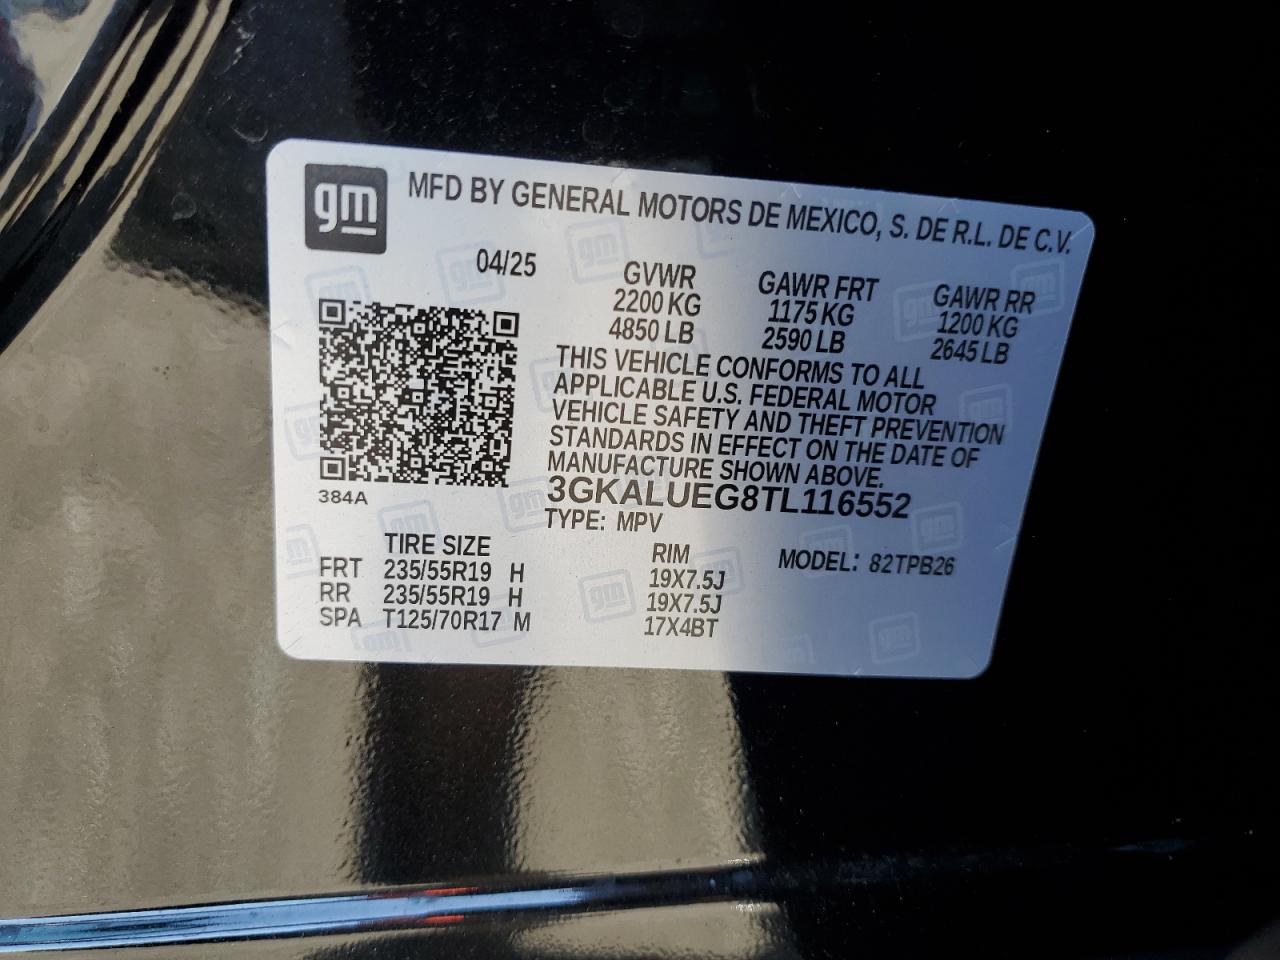 gm MFD BY GENERAL MOTORS DE MEXICO, S. DE R.L. DE C.V.
04/25 GVWR GAWR FRT GAWR RR
2200 KG 1175 KG 1200 KG
4850 LB 2590 LB 2645 LB
THIS VEHICLE CONFORMS TO ALL
APPLICABLE U.S. FEDERAL MOTOR
VEHICLE SAFETY AND THEFT PREVENTION
STANDARDS IN EFFECT ON THE DATE OF
MANUFACTURE SHOWN ABOVE.
384A 3GKALUEG8TL116552
TYPE: MPV
TIRE SIZE RIM MODEL: 82TPB26
FRT 235/55R19 H 19X7.5J
RR 235/55R19 H 19X7.5J
SPA T125/70R17 M 17X4BT